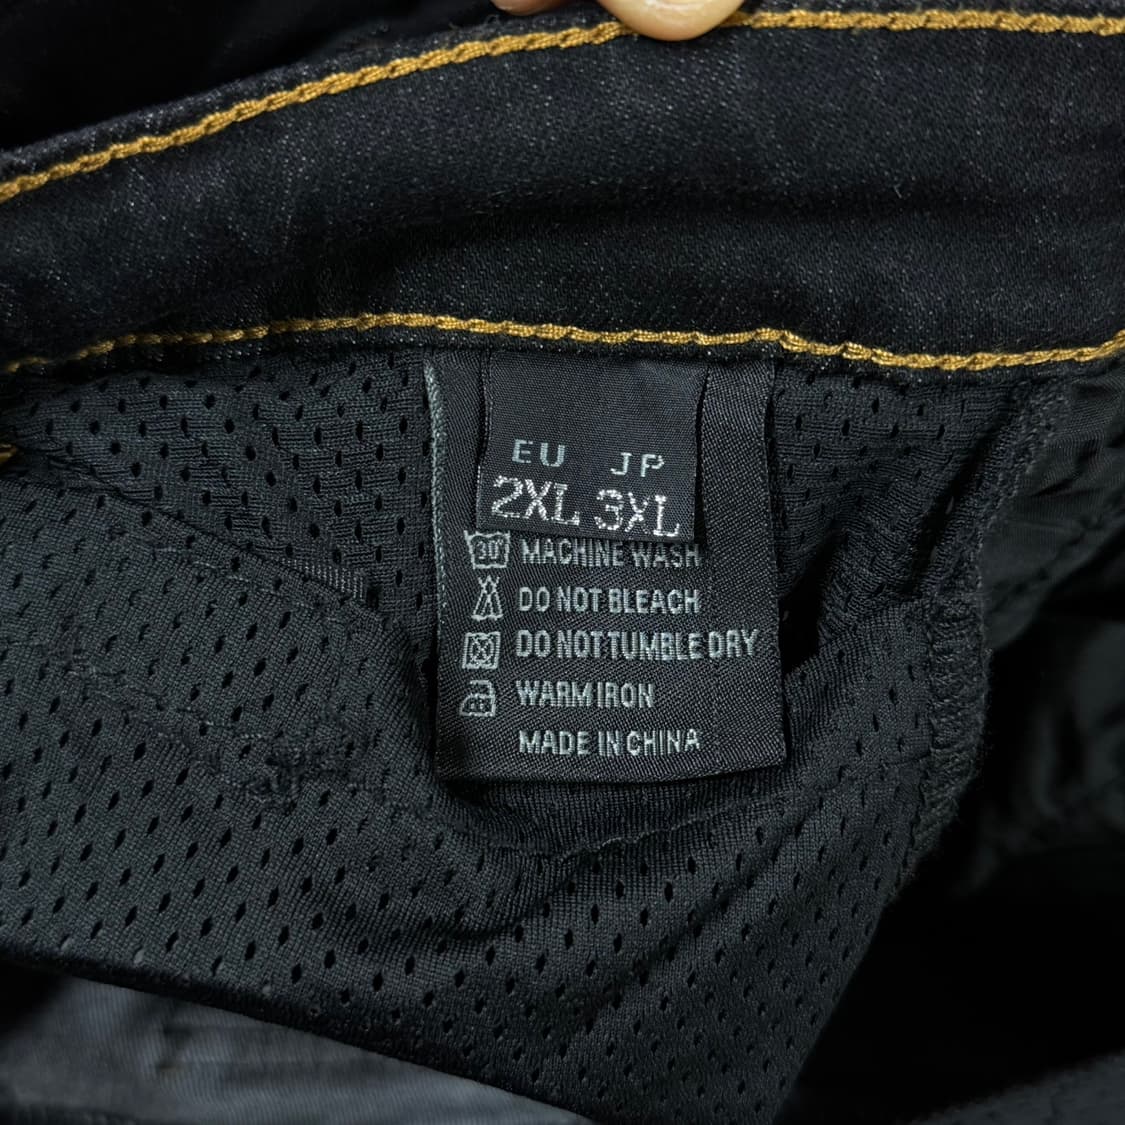 EU JP
2XL 3XL
30° MACHINE WASH
DO NOT BLEACH
DO NOT TUMBLE DRY
WARM IRON
MADE IN CHINA